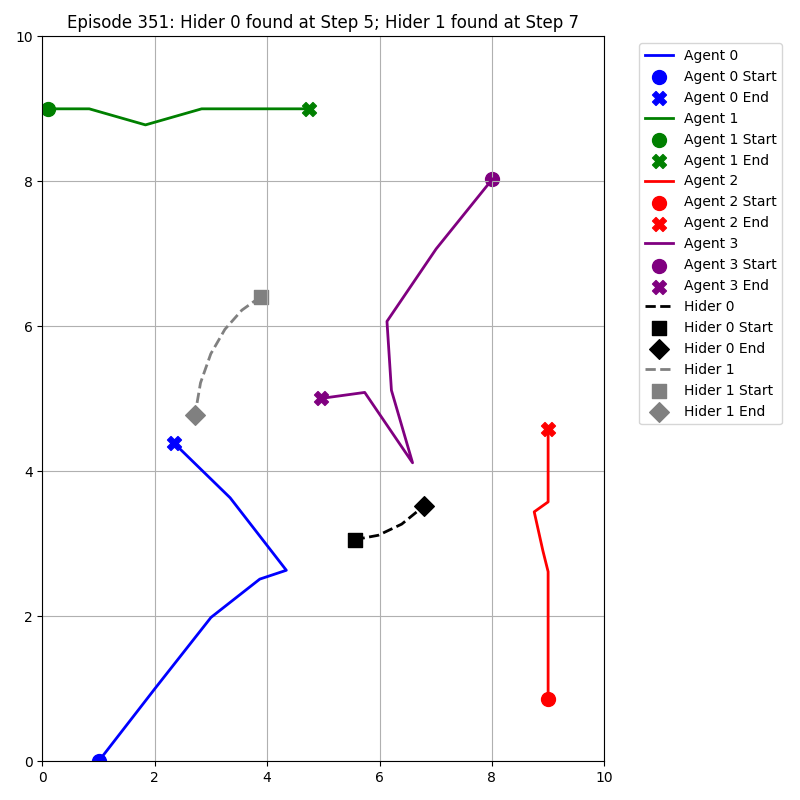 Episode 351: Hider 0 found at Step 5; Hider 1 found at Step 7
10
8
6
4
2
0
0 2 4 6 8 10
Agent 0
Agent 0 Start
Agent 0 End
Agent 1
Agent 1 Start
Agent 1 End
Agent 2
Agent 2 Start
Agent 2 End
Agent 3
Agent 3 Start
Agent 3 End
Hider 0
Hider 0 Start
Hider 0 End
Hider 1
Hider 1 Start
Hider 1 End